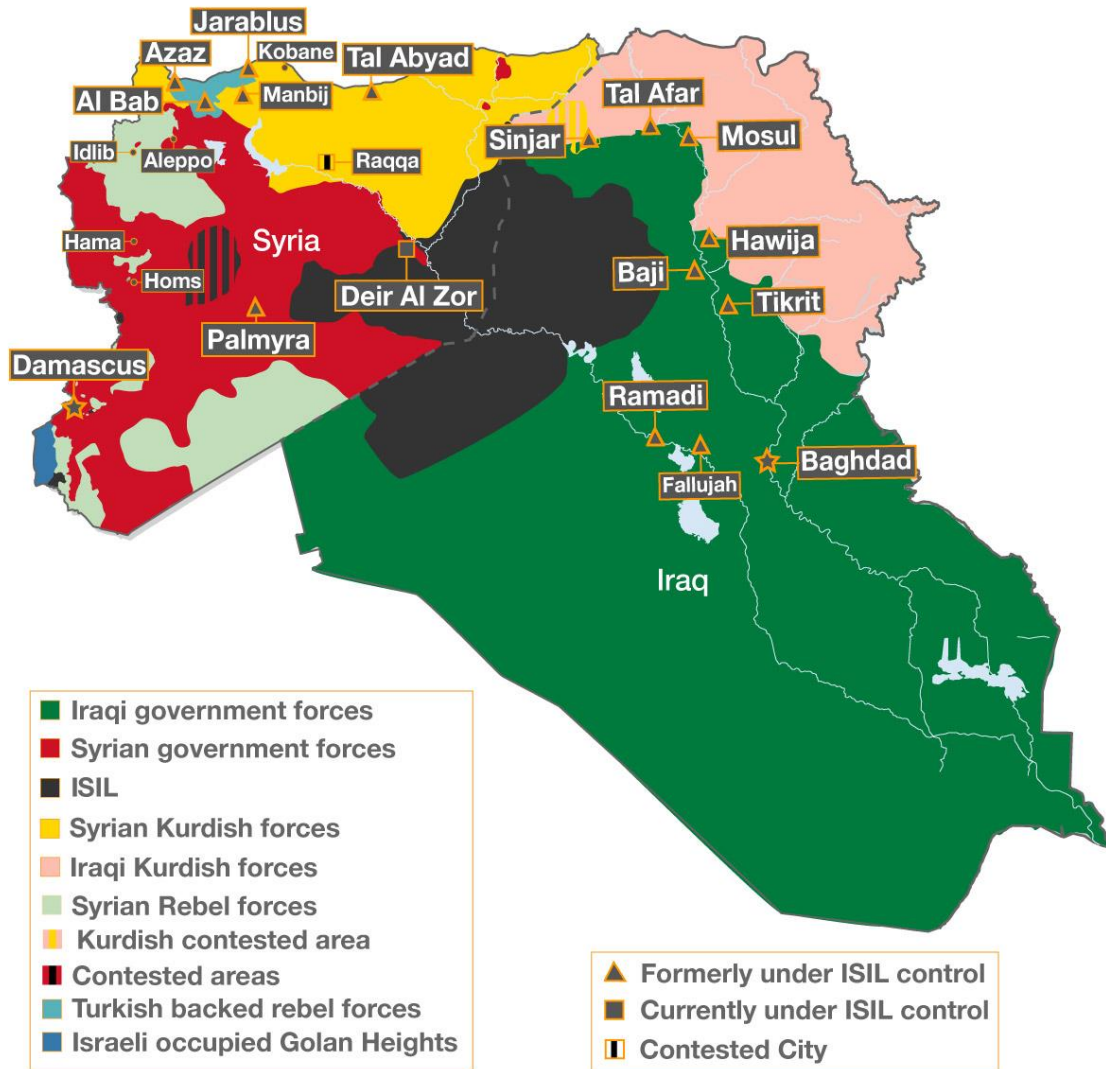 Jarablus
Azaz
Kobane
Tal Abyad
Al Bab
Manbij
Tal Afar
Idlib
Aleppo
Raqqa
Sinjar
Mosul
Hama
Syria
Hawija
Homs
Deir Al Zor
Baji
Tikrit
Palmyra
Damascus
Ramadi
Baghdad
Fallujah
Iraq
Iraqi government forces
Syrian government forces
ISIL
Syrian Kurdish forces
Iraqi Kurdish forces
Syrian Rebel forces
Kurdish contested area
Contested areas
Turkish backed rebel forces
Israeli occupied Golan Heights
Formerly under ISIL control
Currently under ISIL control
Contested City